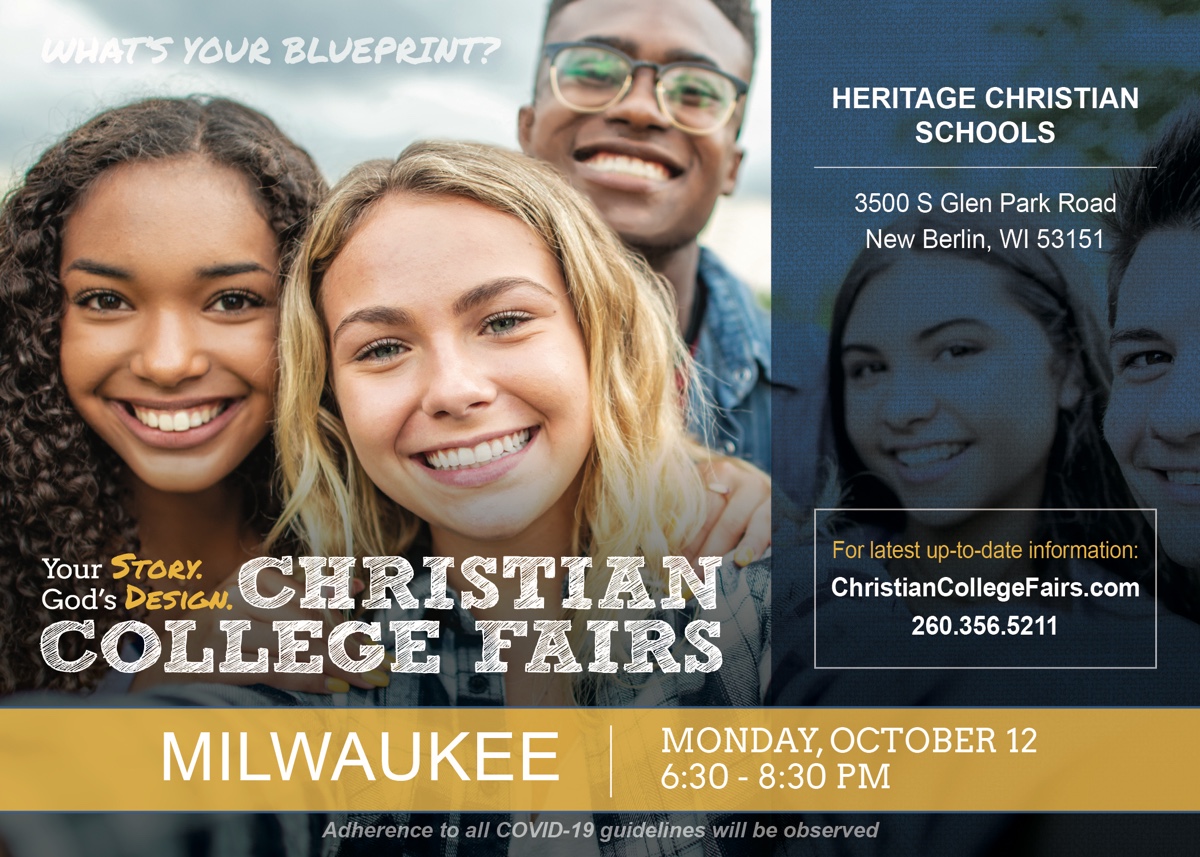 WHAT'S YOUR BLUEPRINT?
HERITAGE CHRISTIAN
SCHOOLS
3500 S Glen Park Road
New Berlin, WI 53151
For latest up-to-date information:
ChristianCollegeFairs.com
260.356.5211
Your STORY.
God's DESIGN.
CHRISTIAN
COLLEGE FAIRS
MILWAUKEE
MONDAY, OCTOBER 12
6:30 - 8:30 PM
Adherence to all COVID-19 guidelines will be observed